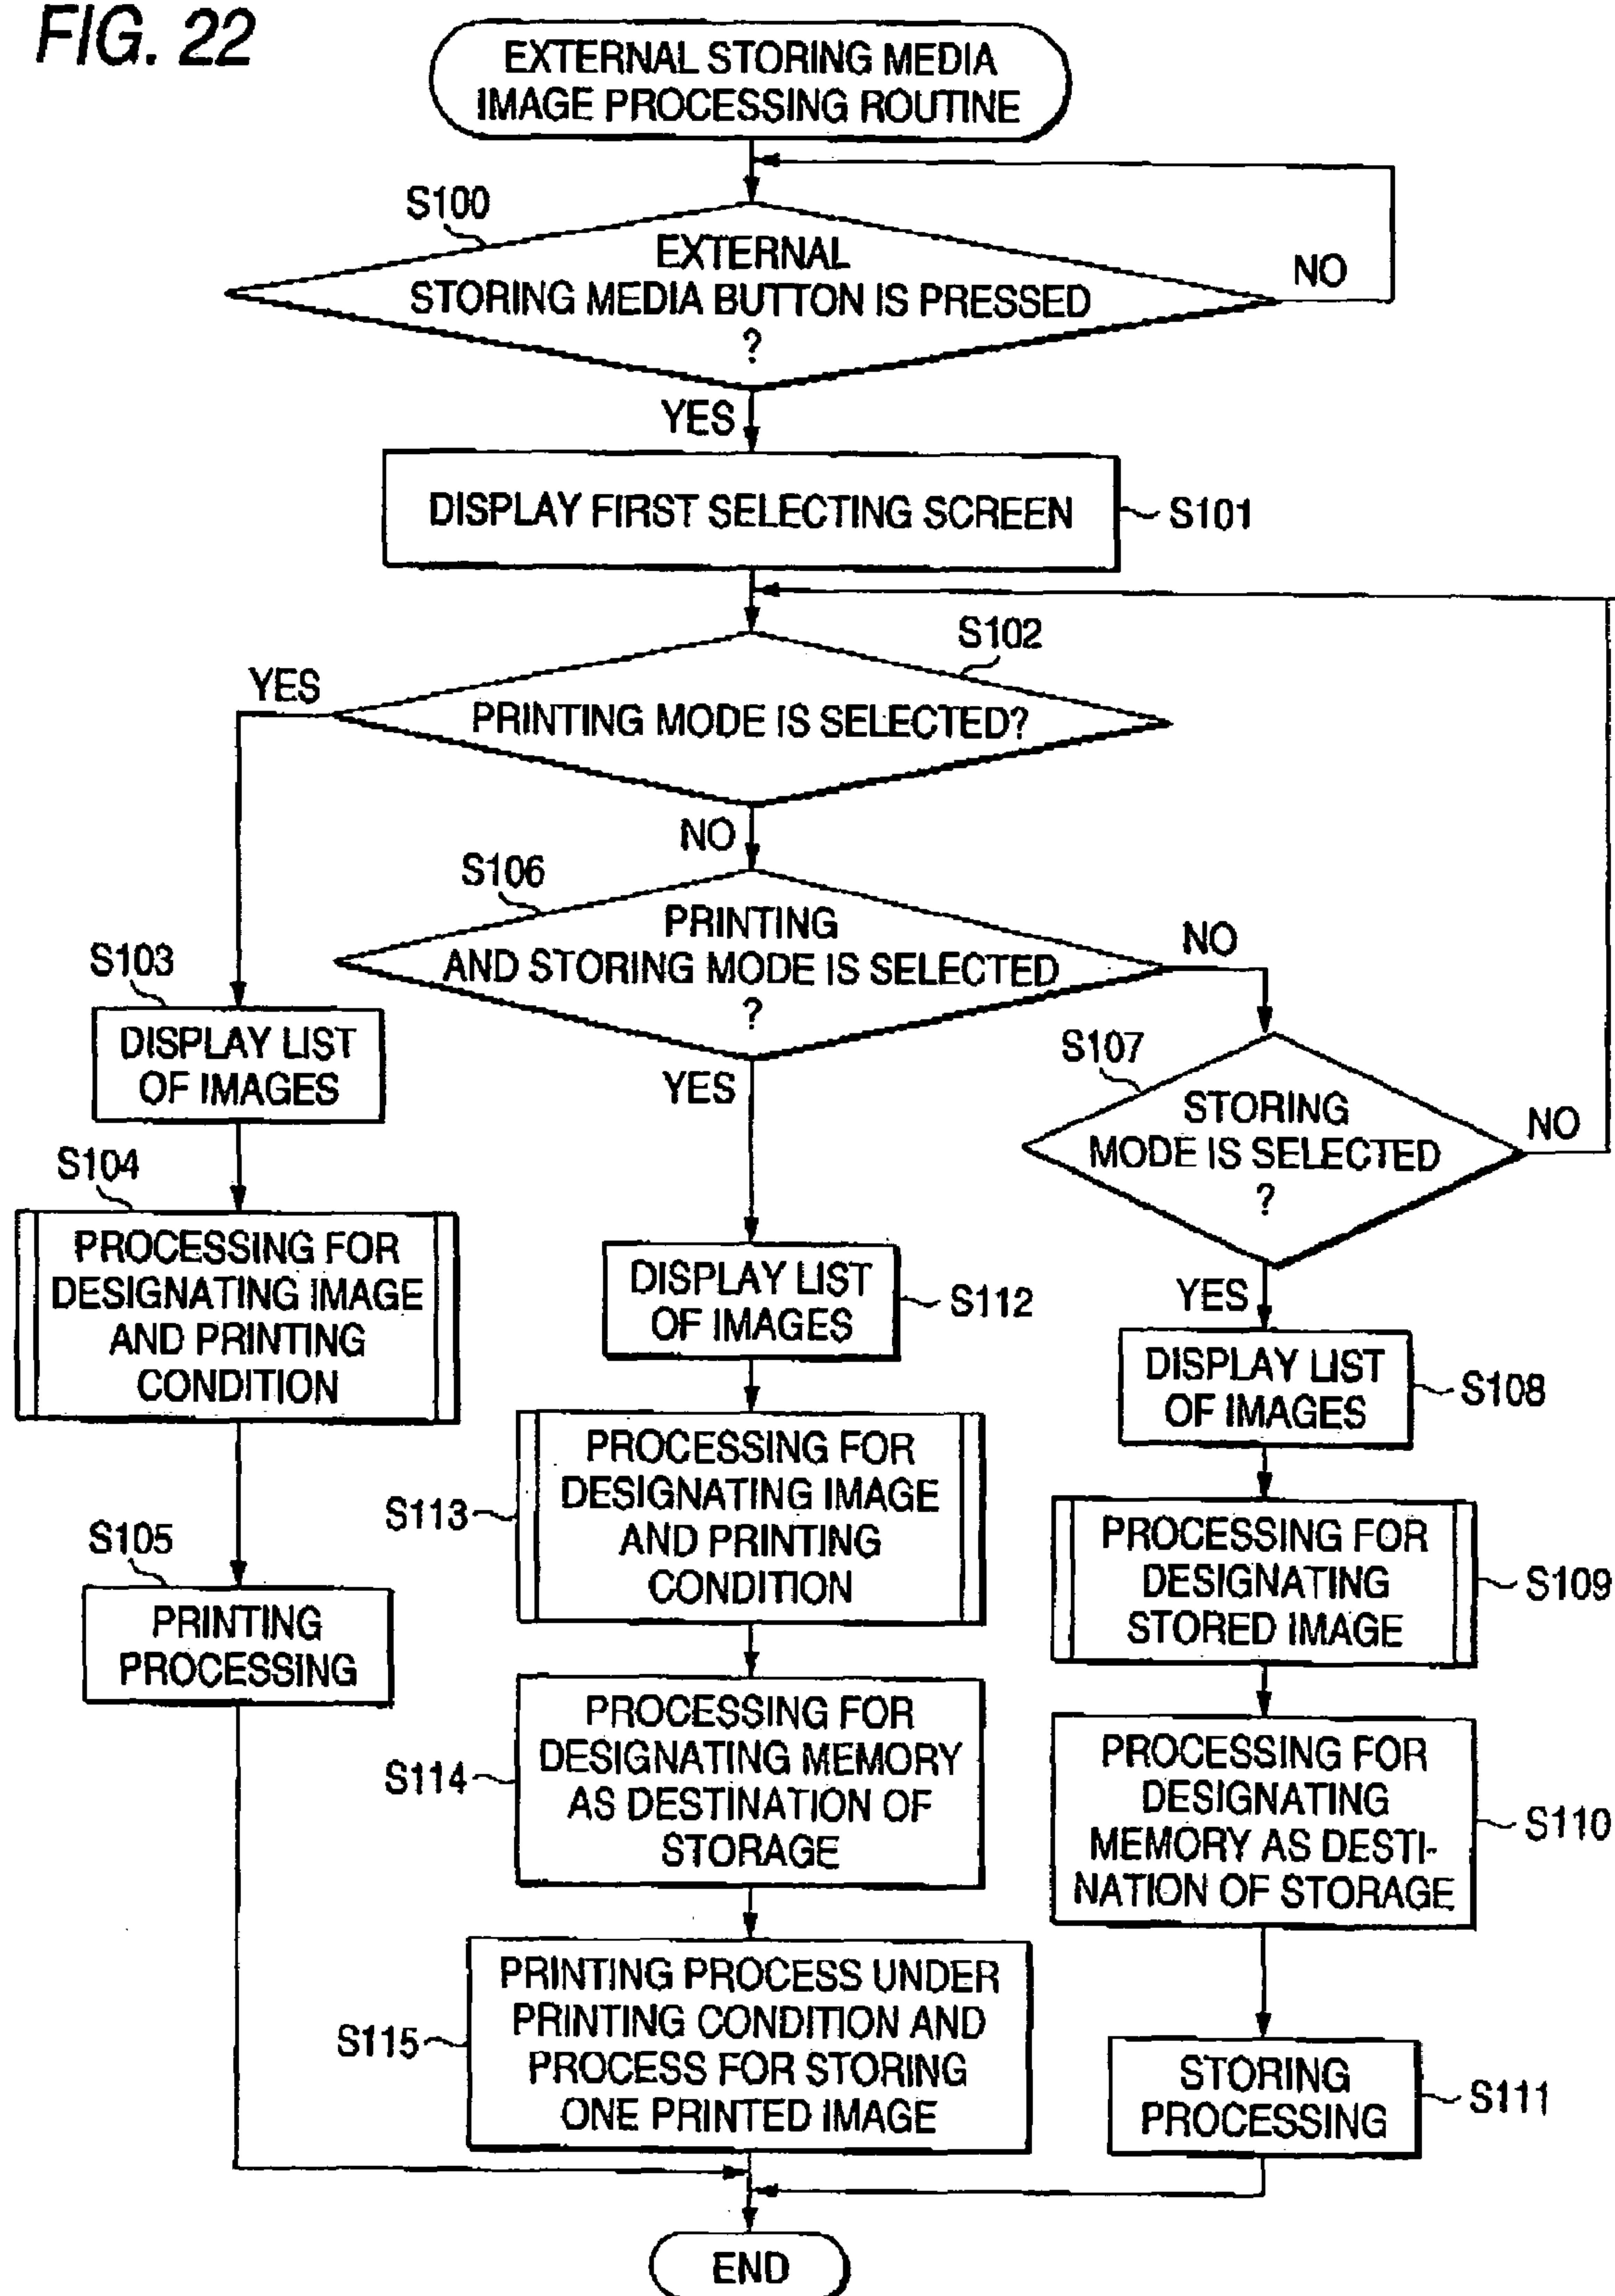 FIG. 22
EXTERNAL STORING MEDIA
IMAGE PROCESSING ROUTINE
S100
EXTERNAL
STORING MEDIA BUTTON IS PRESSED
?
NO
YES
DISPLAY FIRST SELECTING SCREEN
S101
S102
YES
PRINTING MODE IS SELECTED?
NO
S106
PRINTING
AND STORING MODE IS SELECTED
?
NO
YES
S103
DISPLAY LIST
OF IMAGES
S107
STORING
MODE IS SELECTED
?
NO
YES
S104
PROCESSING FOR
DESIGNATING IMAGE
AND PRINTING
CONDITION
DISPLAY LIST
OF IMAGES
S112
DISPLAY LIST
OF IMAGES
S108
S113
PROCESSING FOR
DESIGNATING IMAGE
AND PRINTING
CONDITION
PROCESSING FOR
DESIGNATING
STORED IMAGE
S109
S105
PRINTING
PROCESSING
S114
PROCESSING FOR
DESIGNATING MEMORY
AS DESTINATION OF
STORAGE
PROCESSING FOR
DESIGNATING
MEMORY AS DESTI-
NATION OF STORAGE
S110
S115
PRINTING PROCESS UNDER
PRINTING CONDITION AND
PROCESS FOR STORING
ONE PRINTED IMAGE
STORING
PROCESSING
S111
END